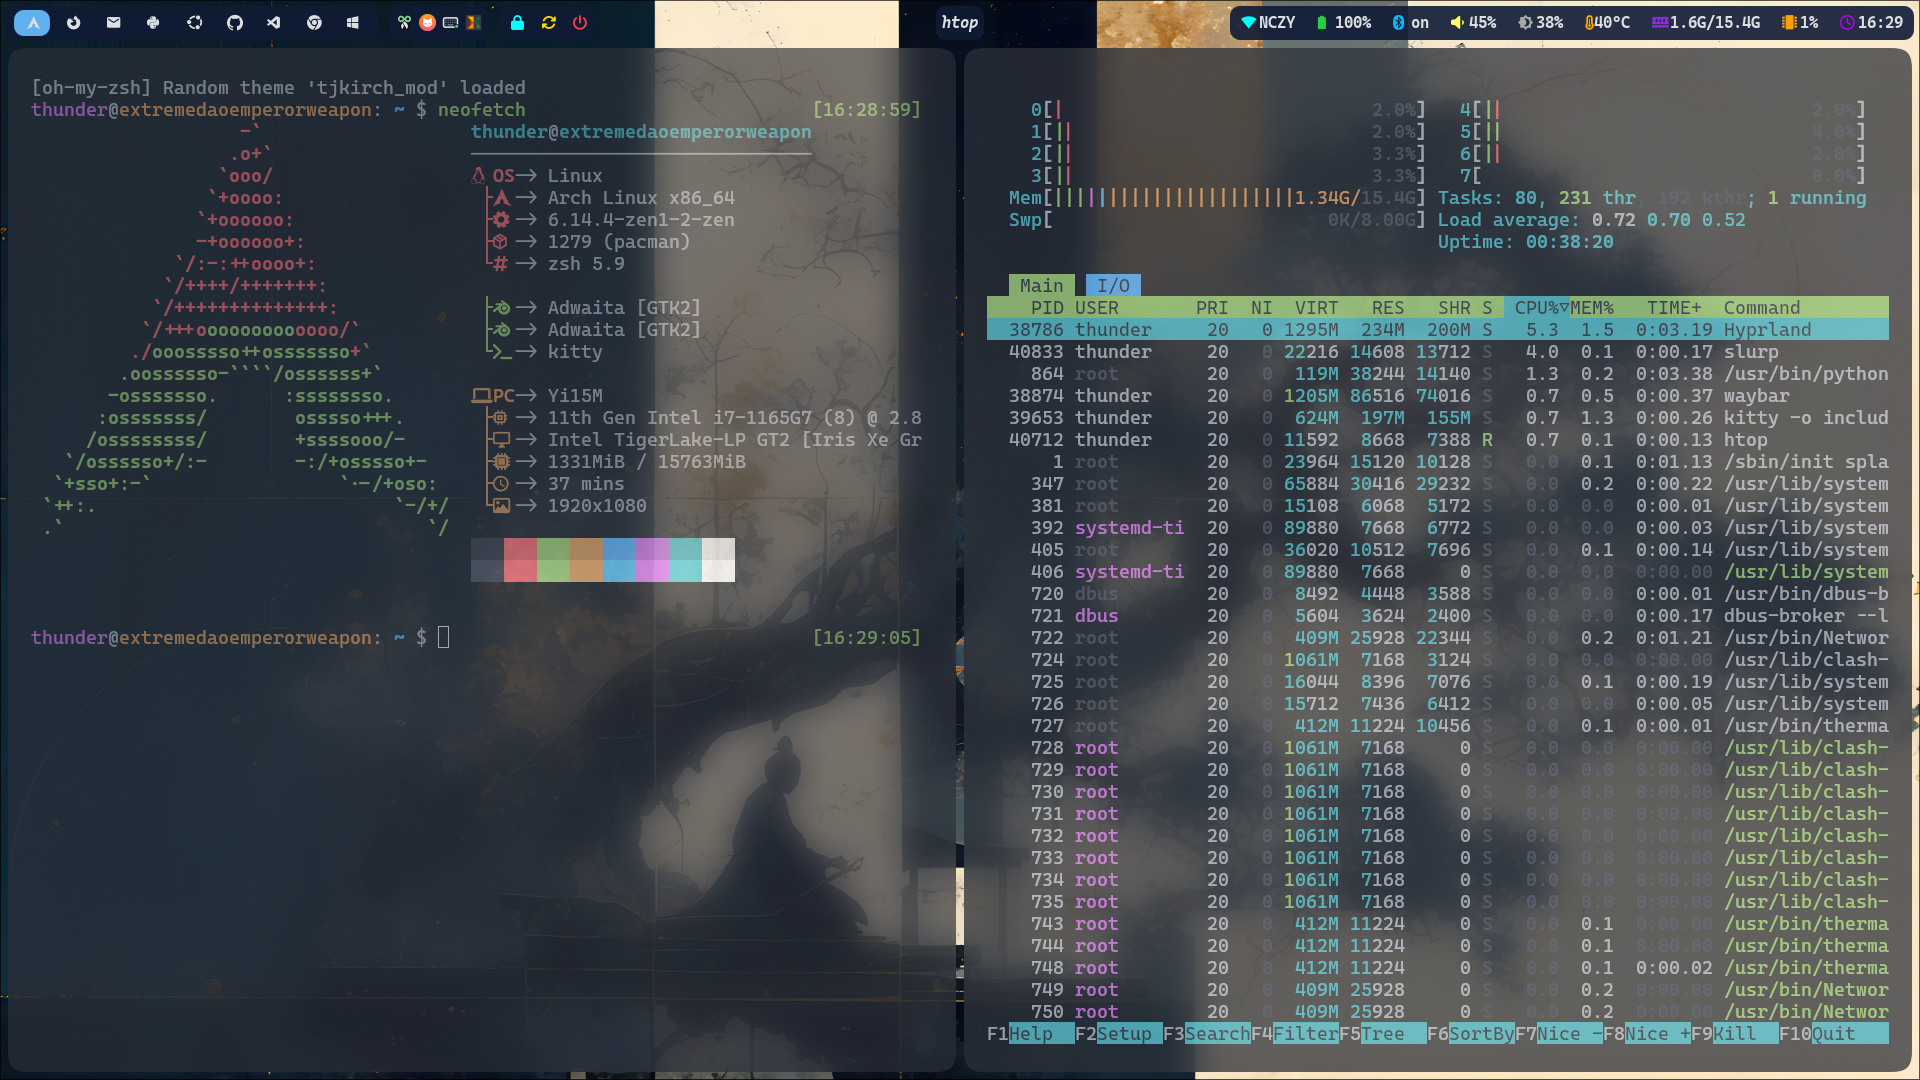 htop
NCZY 100% on 45% 38% 40°C 1.6G/15.4G 1% 16:29
[oh-my-zsh] Random theme 'tjkirch_mod' loaded
thunder@extremedaoemperorweapon: ~ $ neofetch [16:28:59]
-`
.o+`
`ooo/
`+oooo:
`+oooooo:
-+oooooo+:
`/:-:++oooo+:
`/++++/+++++++:
`/++++++++++++++:
`/+++ooooooooooooo/`
./ooosssso++osssssso+`
.oossssso-````/ossssss+`
-osssssso. :ssssssso.
:osssssss/ osssso+++.
/ossssssss/ +ssssooo/-
`/ossssso+/:- -:/+osssso+-
`+sso+:-` `.-/+oso:
`++:. `-/+/
.` `/
thunder@extremedaoemperorweapon
OS-> Linux
-> Arch Linux x86_64
-> 6.14.4-zen1-2-zen
-> 1279 (pacman)
-> zsh 5.9
-> Adwaita [GTK2]
-> Adwaita [GTK2]
-> kitty
PC-> Yi15M
-> 11th Gen Intel i7-1165G7 (8) @ 2.8
-> Intel TigerLake-LP GT2 [Iris Xe Gr
-> 1331MiB / 15763MiB
-> 37 mins
-> 1920x1080
thunder@extremedaoemperorweapon: ~ $ [16:29:05]
0[| 2.0%] 4[|| 2.0%]
1[|| 2.0%] 5[|| 4.0%]
2[|| 3.3%] 6[|| 2.0%]
3[|| 3.3%] 7[ 0.0%]
Mem[||||||||||||||||||||||1.34G/15.4G] Tasks: 80, 231 thr, 192 kthr; 1 running
Swp[ 0K/8.00G] Load average: 0.72 0.70 0.52
Uptime: 00:38:20
Main I/O
PID USER PRI NI VIRT RES SHR S CPU%▽MEM% TIME+ Command
38786 thunder 20 0 1295M 234M 200M S 5.3 1.5 0:03.19 Hyprland
40833 thunder 20 0 22216 14608 13712 S 4.0 0.1 0:00.17 slurp
864 root 20 0 119M 38244 14140 S 1.3 0.2 0:03.38 /usr/bin/python
38874 thunder 20 0 1205M 86516 74016 S 0.7 0.5 0:00.37 waybar
39653 thunder 20 0 624M 197M 155M S 0.7 1.3 0:00.26 kitty -o includ
40712 thunder 20 0 11592 8668 7388 R 0.7 0.1 0:00.13 htop
1 root 20 0 23964 15120 10128 S 0.0 0.1 0:01.13 /sbin/init spla
347 root 20 0 65884 30416 29232 S 0.0 0.2 0:00.22 /usr/lib/system
381 root 20 0 15108 6068 5172 S 0.0 0.0 0:00.01 /usr/lib/system
392 systemd-ti 20 0 89880 7668 6772 S 0.0 0.0 0:00.03 /usr/lib/system
405 root 20 0 36020 10512 7696 S 0.0 0.1 0:00.14 /usr/lib/system
406 systemd-ti 20 0 89880 7668 0 S 0.0 0.0 0:00.00 /usr/lib/system
720 dbus 20 0 8492 4448 3588 S 0.0 0.0 0:00.01 /usr/bin/dbus-b
721 dbus 20 0 5604 3624 2400 S 0.0 0.0 0:00.17 dbus-broker --l
722 root 20 0 409M 25928 22344 S 0.0 0.2 0:01.21 /usr/bin/Networ
724 root 20 0 1061M 7168 3124 S 0.0 0.0 0:00.00 /usr/lib/clash-
725 root 20 0 16044 8396 7076 S 0.0 0.1 0:00.19 /usr/lib/system
726 root 20 0 15712 7436 6412 S 0.0 0.0 0:00.05 /usr/lib/system
727 root 20 0 412M 11224 10456 S 0.0 0.1 0:00.01 /usr/bin/therma
728 root 20 0 1061M 7168 0 S 0.0 0.0 0:00.00 /usr/lib/clash-
729 root 20 0 1061M 7168 0 S 0.0 0.0 0:00.00 /usr/lib/clash-
730 root 20 0 1061M 7168 0 S 0.0 0.0 0:00.00 /usr/lib/clash-
731 root 20 0 1061M 7168 0 S 0.0 0.0 0:00.00 /usr/lib/clash-
732 root 20 0 1061M 7168 0 S 0.0 0.0 0:00.00 /usr/lib/clash-
733 root 20 0 1061M 7168 0 S 0.0 0.0 0:00.00 /usr/lib/clash-
734 root 20 0 1061M 7168 0 S 0.0 0.0 0:00.00 /usr/lib/clash-
735 root 20 0 1061M 7168 0 S 0.0 0.0 0:00.00 /usr/lib/clash-
743 root 20 0 412M 11224 0 S 0.0 0.1 0:00.00 /usr/bin/therma
744 root 20 0 412M 11224 0 S 0.0 0.1 0:00.00 /usr/bin/therma
748 root 20 0 412M 11224 0 S 0.0 0.1 0:00.02 /usr/bin/therma
749 root 20 0 409M 25928 0 S 0.0 0.2 0:00.00 /usr/bin/Networ
750 root 20 0 409M 25928 0 S 0.0 0.2 0:00.00 /usr/bin/Networ
F1Help F2Setup F3SearchF4FilterF5Tree F6SortByF7Nice -F8Nice +F9Kill F10Quit